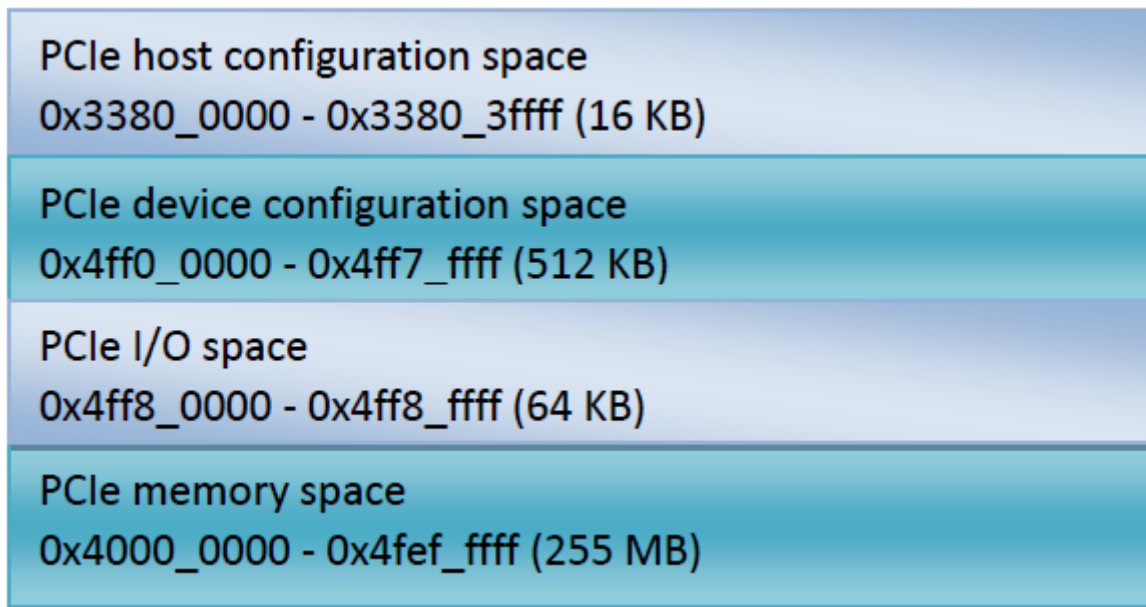 PCIe host configuration space
0x3380_0000 - 0x3380_3ffff (16 KB)
PCIe device configuration space
0x4ff0_0000 - 0x4ff7_ffff (512 KB)
PCIe I/O space
0x4ff8_0000 - 0x4ff8_ffff (64 KB)
PCIe memory space
0x4000_0000 - 0x4fef_ffff (255 MB)